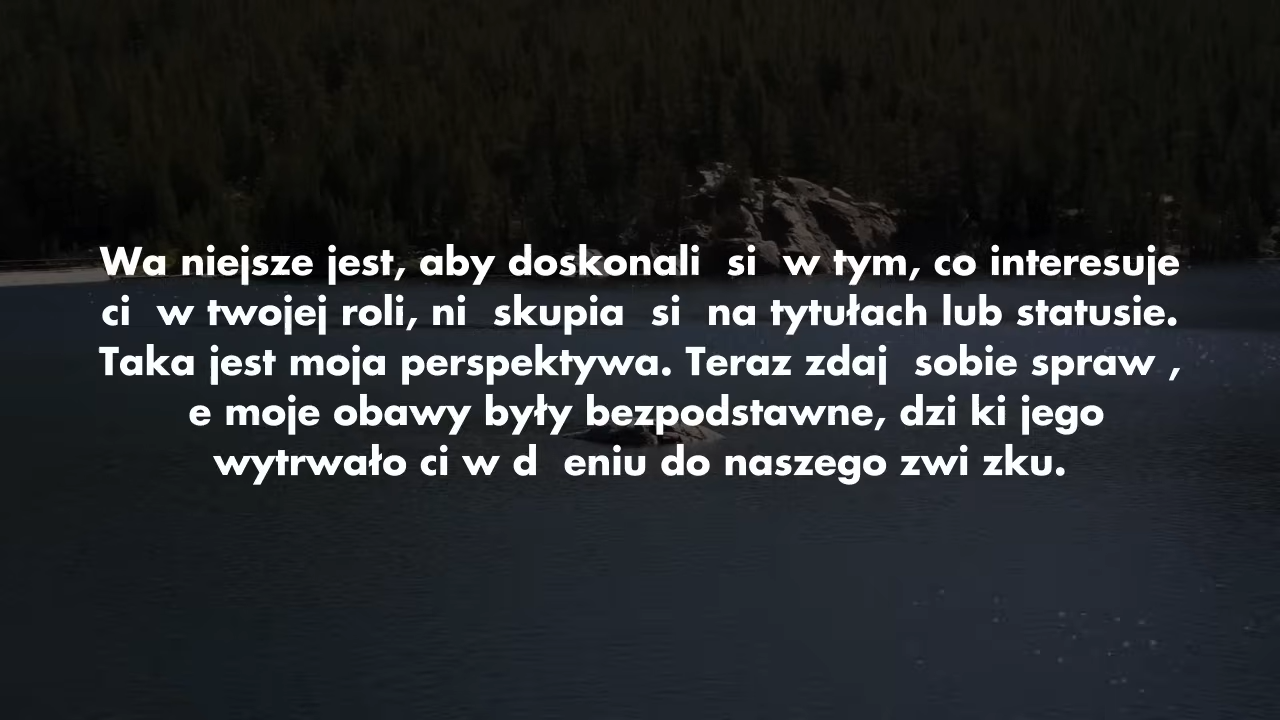 Wa niejsze jest, aby doskonali  si  w tym, co interesuje
ci  w twojej roli, ni  skupia  si  na tytułach lub statusie.
Taka jest moja perspektywa. Teraz zdaj  sobie spraw ,
e moje obawy były bezpodstawne, dzi ki jego
wytrwało ci w d  eniu do naszego zwi zku.